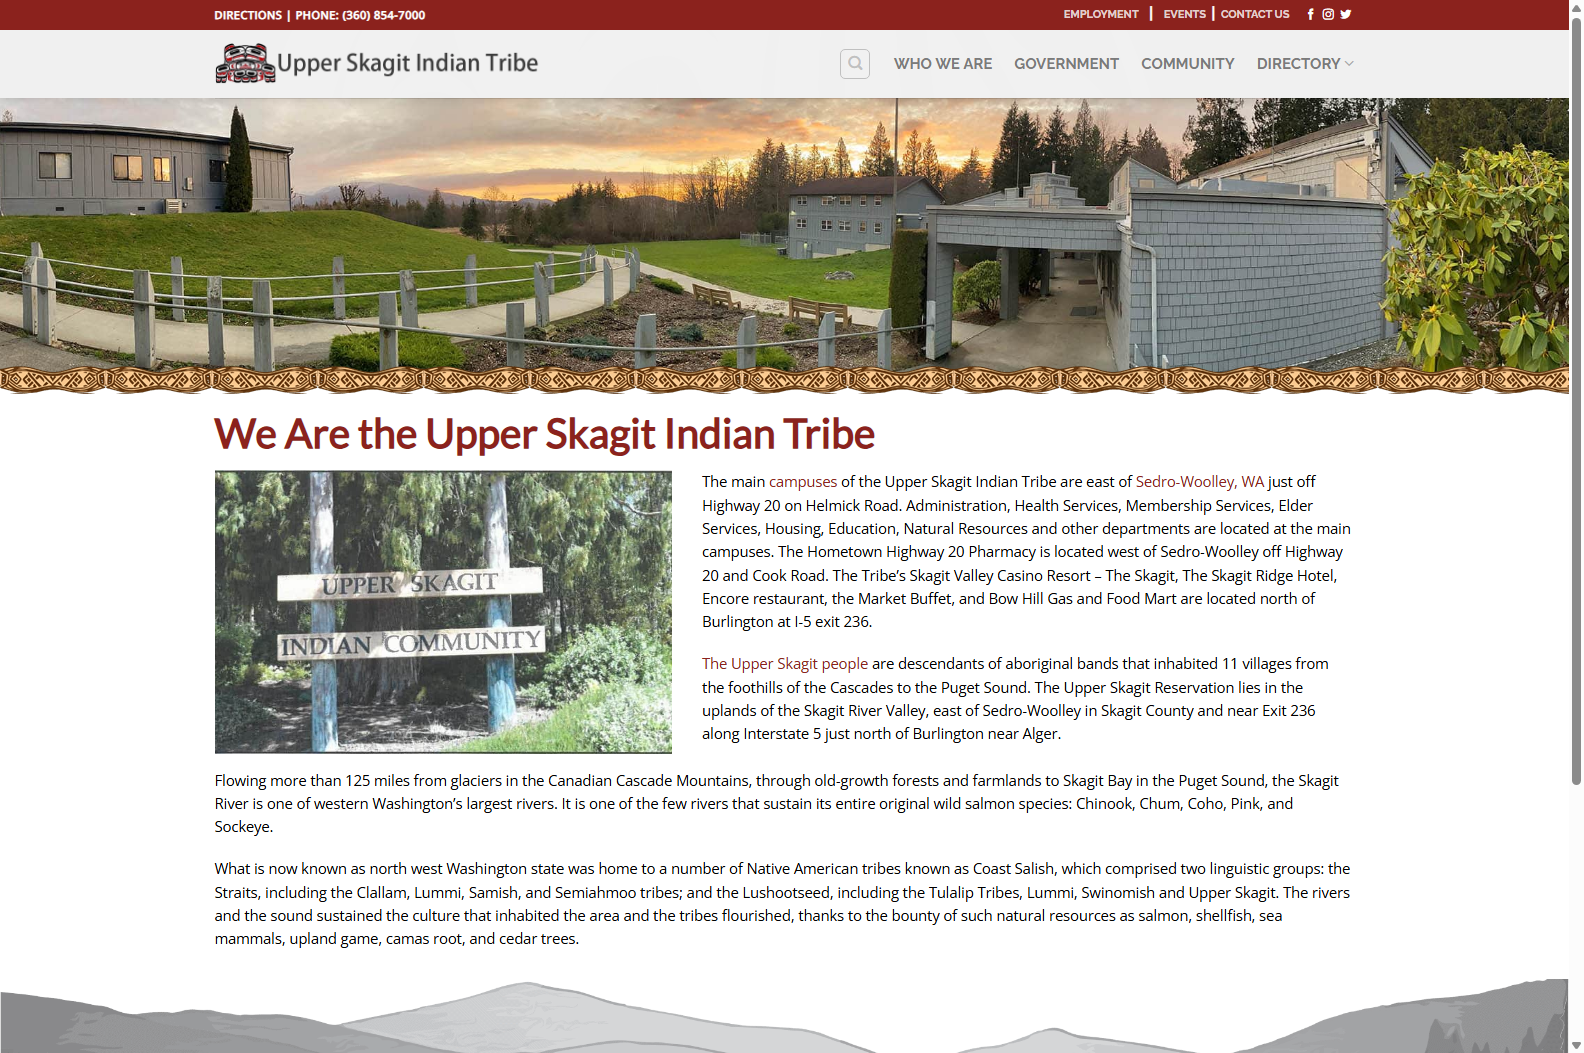 DIRECTIONS | PHONE: (360) 854-7000
EMPLOYMENT | EVENTS | CONTACT US
Upper Skagit Indian Tribe
WHO WE ARE GOVERNMENT COMMUNITY DIRECTORY
We Are the Upper Skagit Indian Tribe
UPPER SKAGIT
INDIAN COMMUNITY
The main campuses of the Upper Skagit Indian Tribe are east of Sedro-Woolley, WA just off
Highway 20 on Helmick Road. Administration, Health Services, Membership Services, Elder
Services, Housing, Education, Natural Resources and other departments are located at the main
campuses. The Hometown Highway 20 Pharmacy is located west of Sedro-Woolley off Highway
20 and Cook Road. The Tribe’s Skagit Valley Casino Resort – The Skagit, The Skagit Ridge Hotel,
Encore restaurant, the Market Buffet, and Bow Hill Gas and Food Mart are located north of
Burlington at I-5 exit 236.
The Upper Skagit people are descendants of aboriginal bands that inhabited 11 villages from
the foothills of the Cascades to the Puget Sound. The Upper Skagit Reservation lies in the
uplands of the Skagit River Valley, east of Sedro-Woolley in Skagit County and near Exit 236
along Interstate 5 just north of Burlington near Alger.
Flowing more than 125 miles from glaciers in the Canadian Cascade Mountains, through old-growth forests and farmlands to Skagit Bay in the Puget Sound, the Skagit
River is one of western Washington’s largest rivers. It is one of the few rivers that sustain its entire original wild salmon species: Chinook, Chum, Coho, Pink, and
Sockeye.
What is now known as north west Washington state was home to a number of Native American tribes known as Coast Salish, which comprised two linguistic groups: the
Straits, including the Clallam, Lummi, Samish, and Semiahmoo tribes; and the Lushootseed, including the Tulalip Tribes, Lummi, Swinomish and Upper Skagit. The rivers
and the sound sustained the culture that inhabited the area and the tribes flourished, thanks to the bounty of such natural resources as salmon, shellfish, sea
mammals, upland game, camas root, and cedar trees.